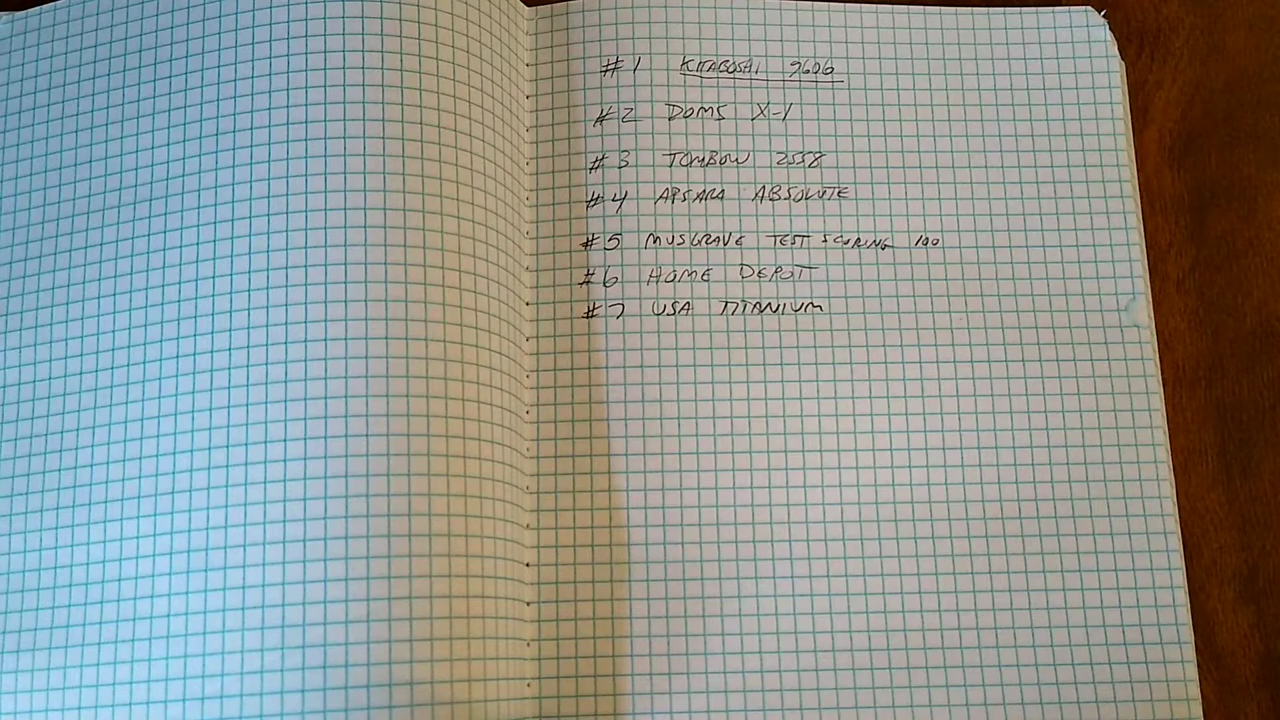 #1 KITABOSHI 9606
#2 DOMS X-1
#3 TOMBOW 2558
#4 APSARA ABSOLUTE
#5 MUSGRAVE TEST SCORING 100
#6 HOME DEPOT
#7 USA TITANIUM